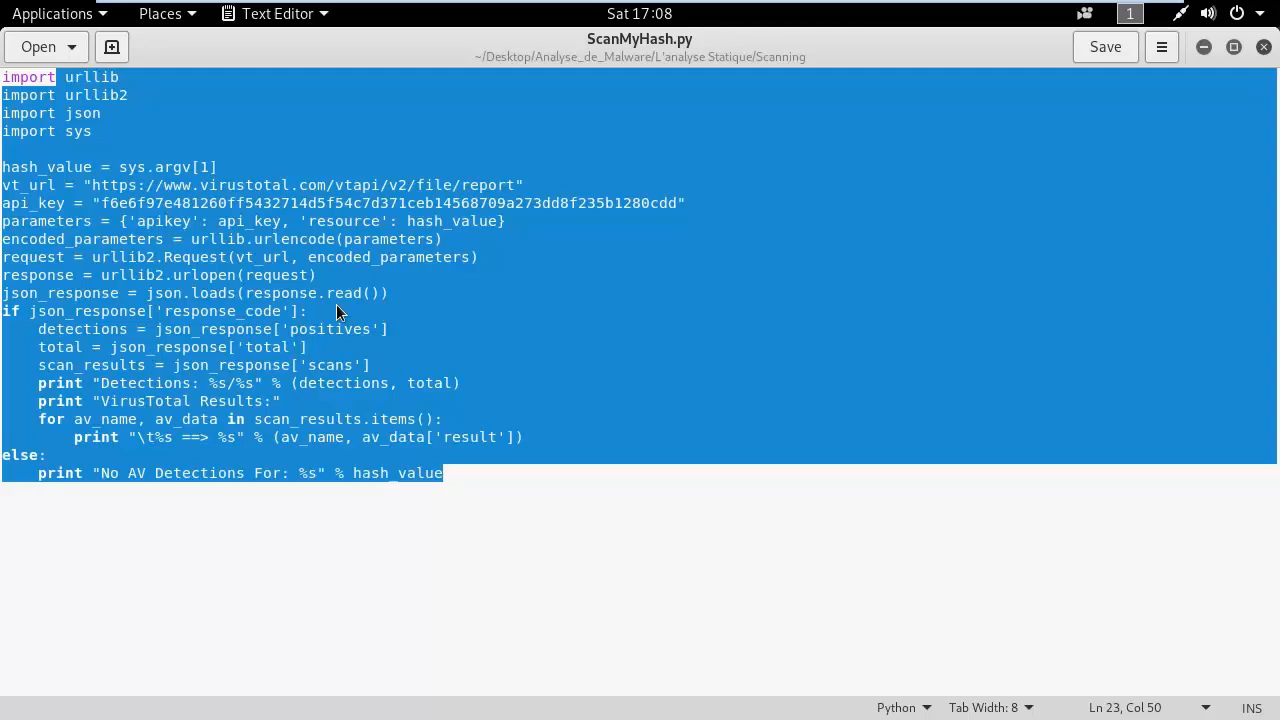 Applications Places Text Editor Sat 17:08 1
Open ScanMyHash.py Save
~/Desktop/Analyse_de_Malware/L'analyse Statique/Scanning
import urllib
import urllib2
import json
import sys
hash_value = sys.argv[1]
vt_url = "https://www.virustotal.com/vtapi/v2/file/report"
api_key = "f6e6f97e481260ff5432714d5f54c7d371ceb14568709a273dd8f235b1280cdd"
parameters = {'apikey': api_key, 'resource': hash_value}
encoded_parameters = urllib.urlencode(parameters)
request = urllib2.Request(vt_url, encoded_parameters)
response = urllib2.urlopen(request)
json_response = json.loads(response.read())
if json_response['response_code']:
    detections = json_response['positives']
    total = json_response['total']
    scan_results = json_response['scans']
    print "Detections: %s/%s" % (detections, total)
    print "VirusTotal Results:"
    for av_name, av_data in scan_results.items():
        print "\t%s ==> %s" % (av_name, av_data['result'])
else:
    print "No AV Detections For: %s" % hash_value
Python Tab Width: 8 Ln 23, Col 50 INS